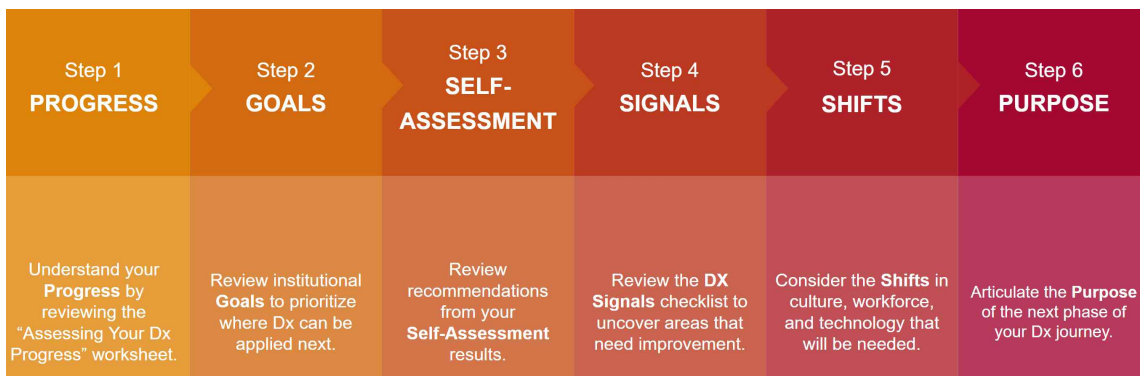 Step 1
PROGRESS
Step 2
GOALS
Step 3
SELF-
ASSESSMENT
Step 4
SIGNALS
Step 5
SHIFTS
Step 6
PURPOSE
Understand your
Progress by
reviewing the
“Assessing Your Dx
Progress” worksheet.
Review institutional
Goals to prioritize
where Dx can be
applied next.
Review
recommendations
from your
Self-Assessment
results.
Review the DX
Signals checklist to
uncover areas that
need improvement.
Consider the Shifts in
culture, workforce,
and technology that
will be needed.
Articulate the Purpose
of the next phase of
your Dx journey.